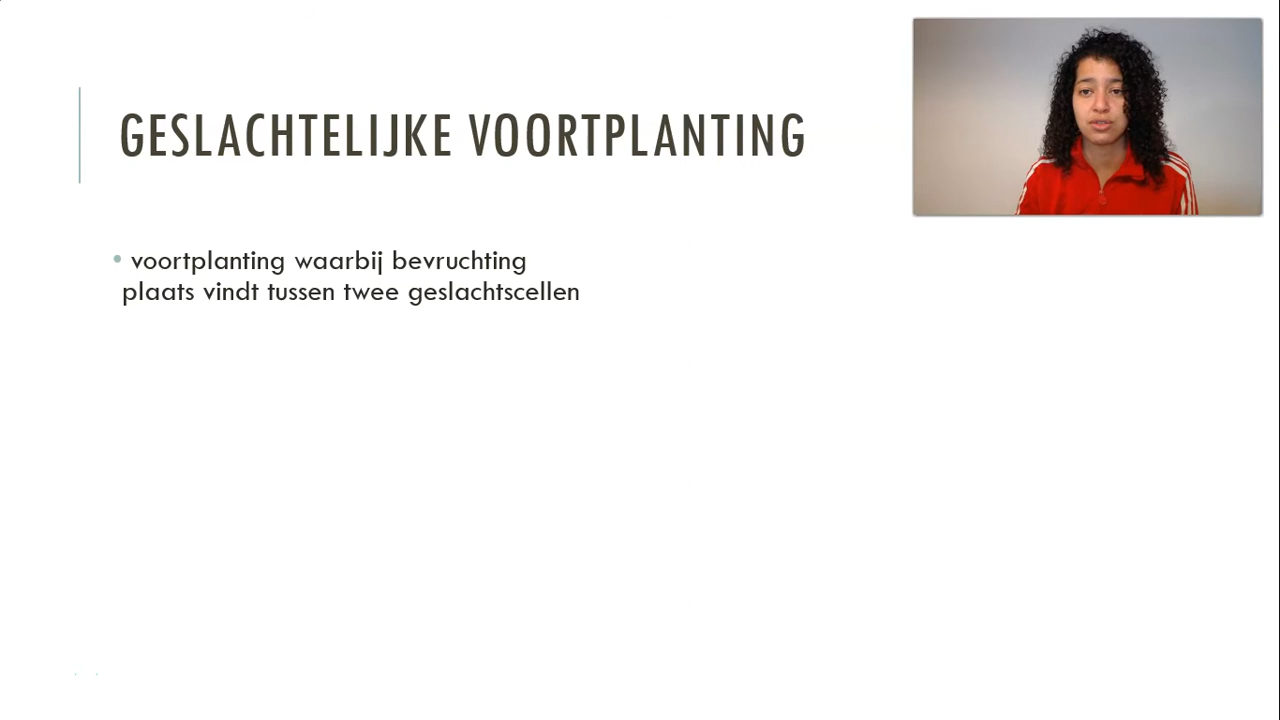 GESLACHTELIJKE VOORTPLANTING
• voortplanting waarbij bevruchting
plaats vindt tussen twee geslachtscellen